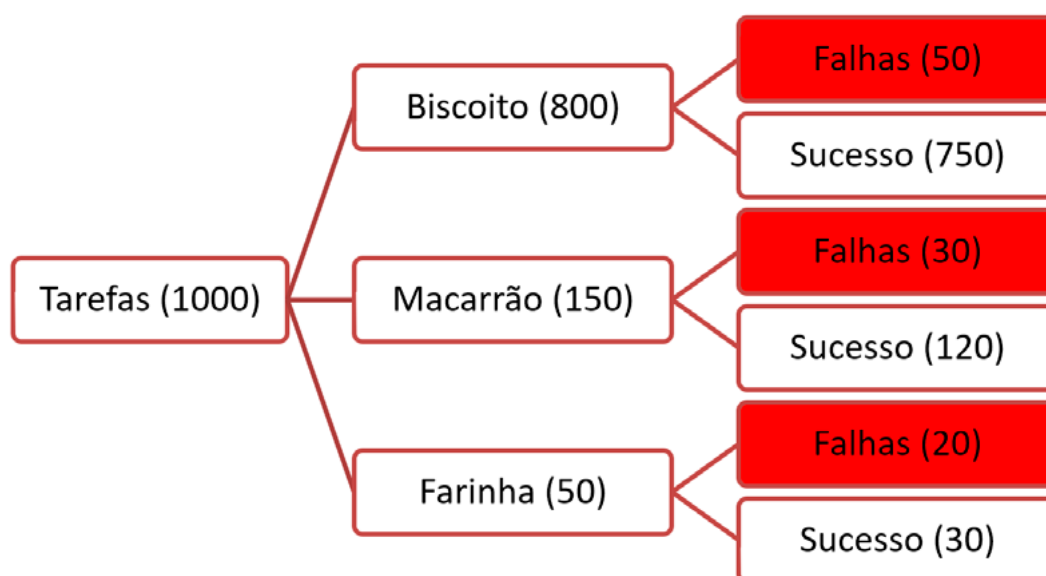 Falhas (50)
Biscoito (800)
Sucesso (750)
Falhas (30)
Tarefas (1000)
Macarrão (150)
Sucesso (120)
Falhas (20)
Farinha (50)
Sucesso (30)